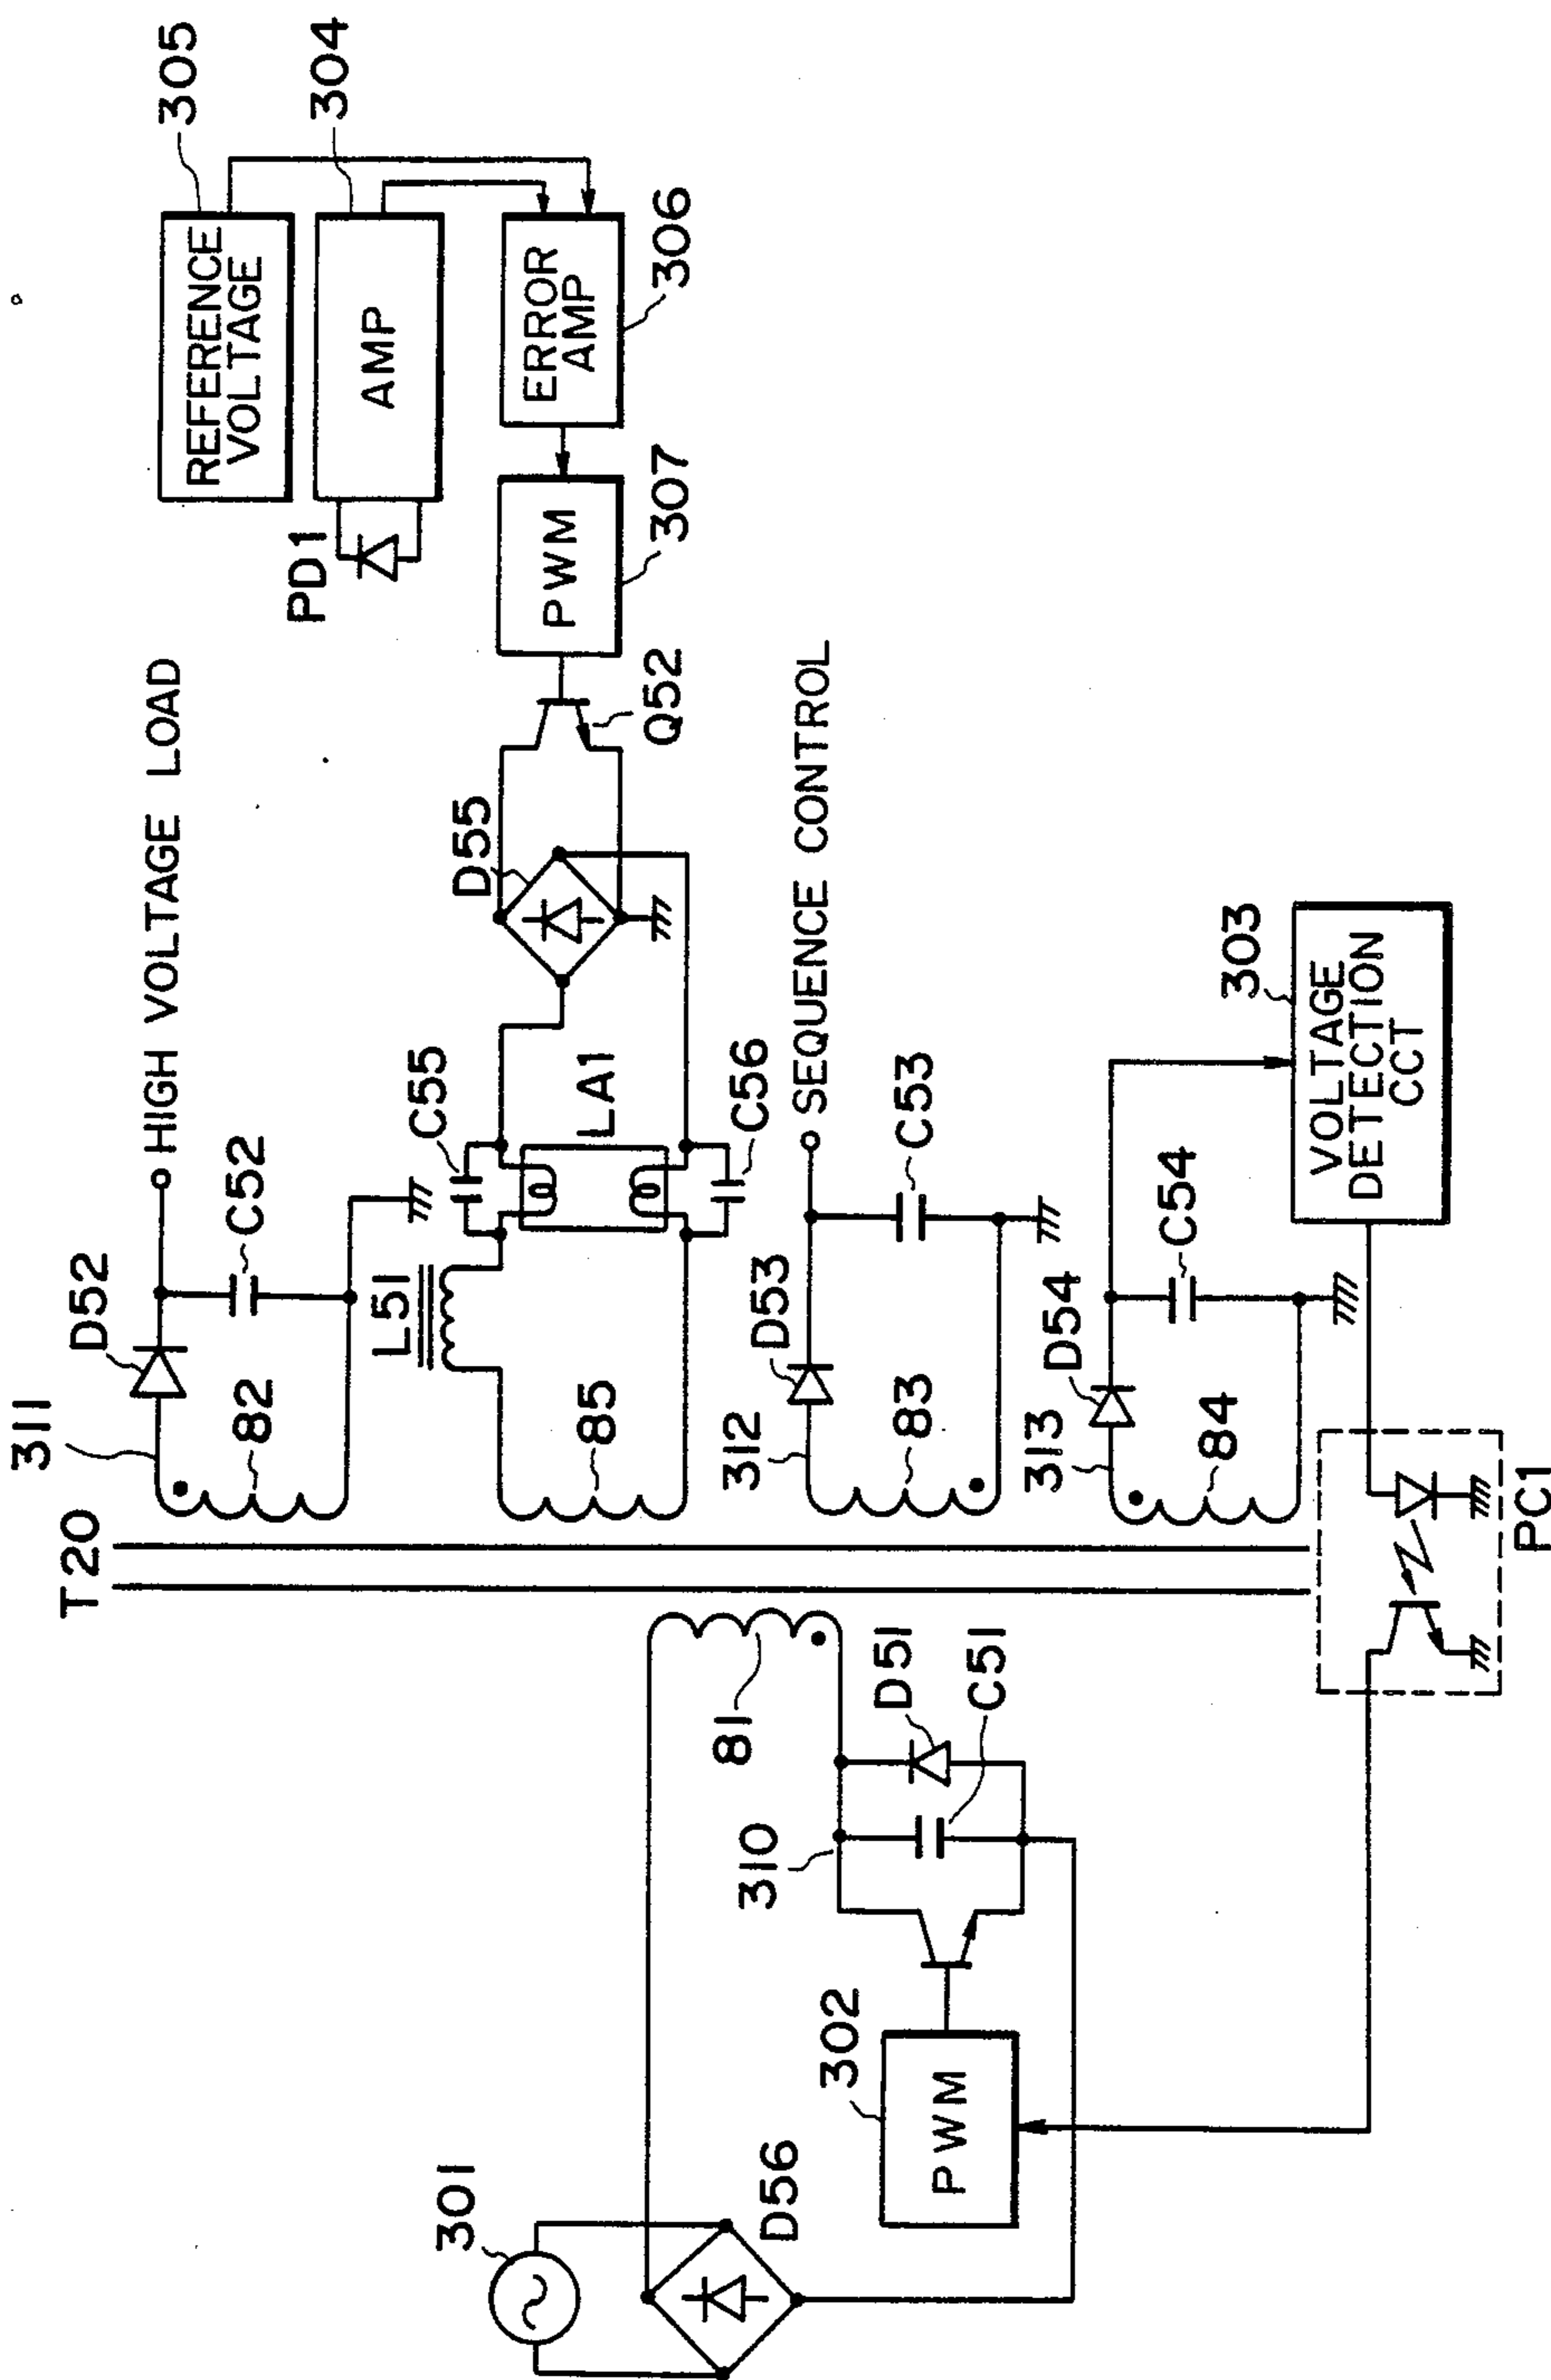 305
REFERENCE
VOLTAGE
304
AMP
PD1
ERROR
AMP
306
PWM
307
Q52
HIGH VOLTAGE LOAD
D55
D52
C52
311
82
C55
LA1
C56
L51
85
T20
SEQUENCE CONTROL
D53
C53
312
83
303
VOLTAGE
DETECTION
CCT
D54
C54
313
84
PC1
81
D51
C51
310
302
PWM
301
D56